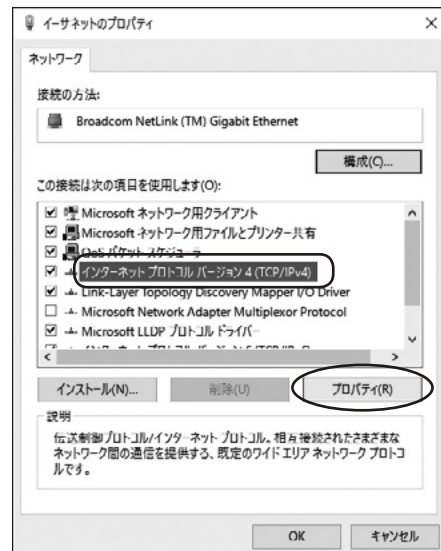 イーサネットのプロパティ
ネットワーク
接続の方法:
Broadcom NetLink (TM) Gigabit Ethernet
構成(C)...
この接続は次の項目を使用します(O):
Microsoft ネットワーク用クライアント
Microsoft ネットワーク用ファイルとプリンター共有
QoS パケット スケジューラ
インターネット プロトコル バージョン 4 (TCP/IPv4)
Link-Layer Topology Discovery Mapper I/O Driver
Microsoft Network Adapter Multiplexor Protocol
Microsoft LLDP プロトコル ドライバー
インストール(N)...
削除(U)
プロパティ(R)
説明
伝送制御プロトコル/インターネット プロトコル。相互接続されたさまざまな
ネットワーク間の通信を提供する、既定のワイド エリア ネットワーク プロトコ
ルです。
OK
キャンセル